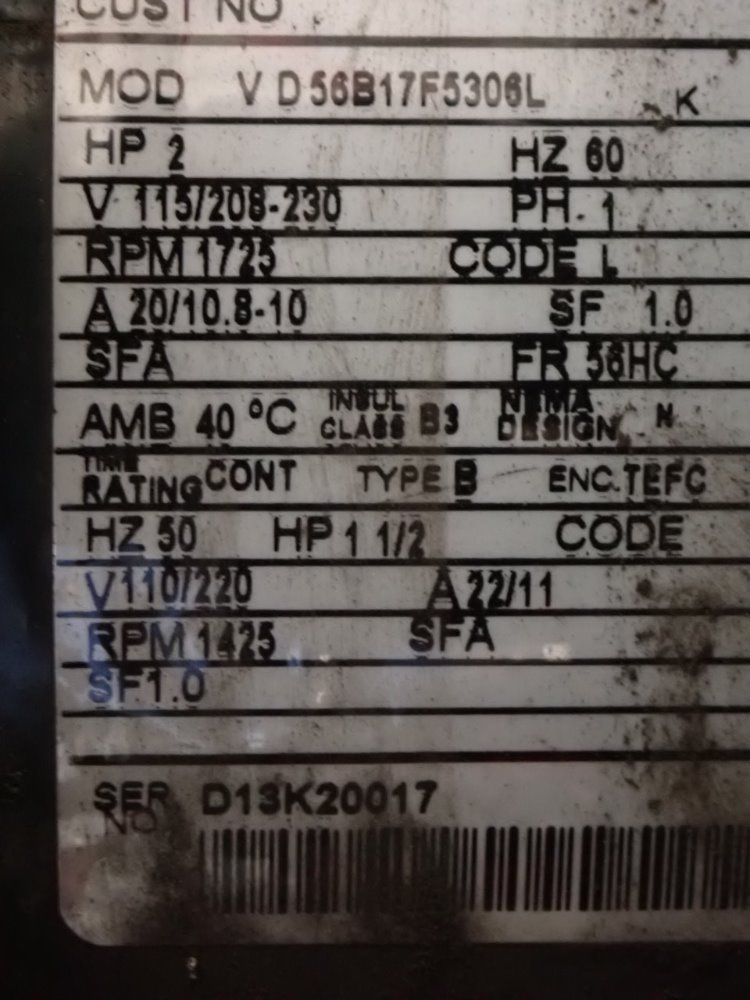 CUST NO
MOD V D56B17F5306L K
HP 2 HZ 60
V 115/208-230 PH. 1
RPM 1725 CODE L
A 20/10.8-10 SF 1.0
SFA FR 56HC
AMB 40 °C INSUL CLASS B3 NEMA DESIGN N
TIME RATING CONT TYPE B ENC. TEFC
HZ 50 HP 1 1/2 CODE
V 110/220 A 22/11
RPM 1425 SFA
SF 1.0
SER NO D13K20017